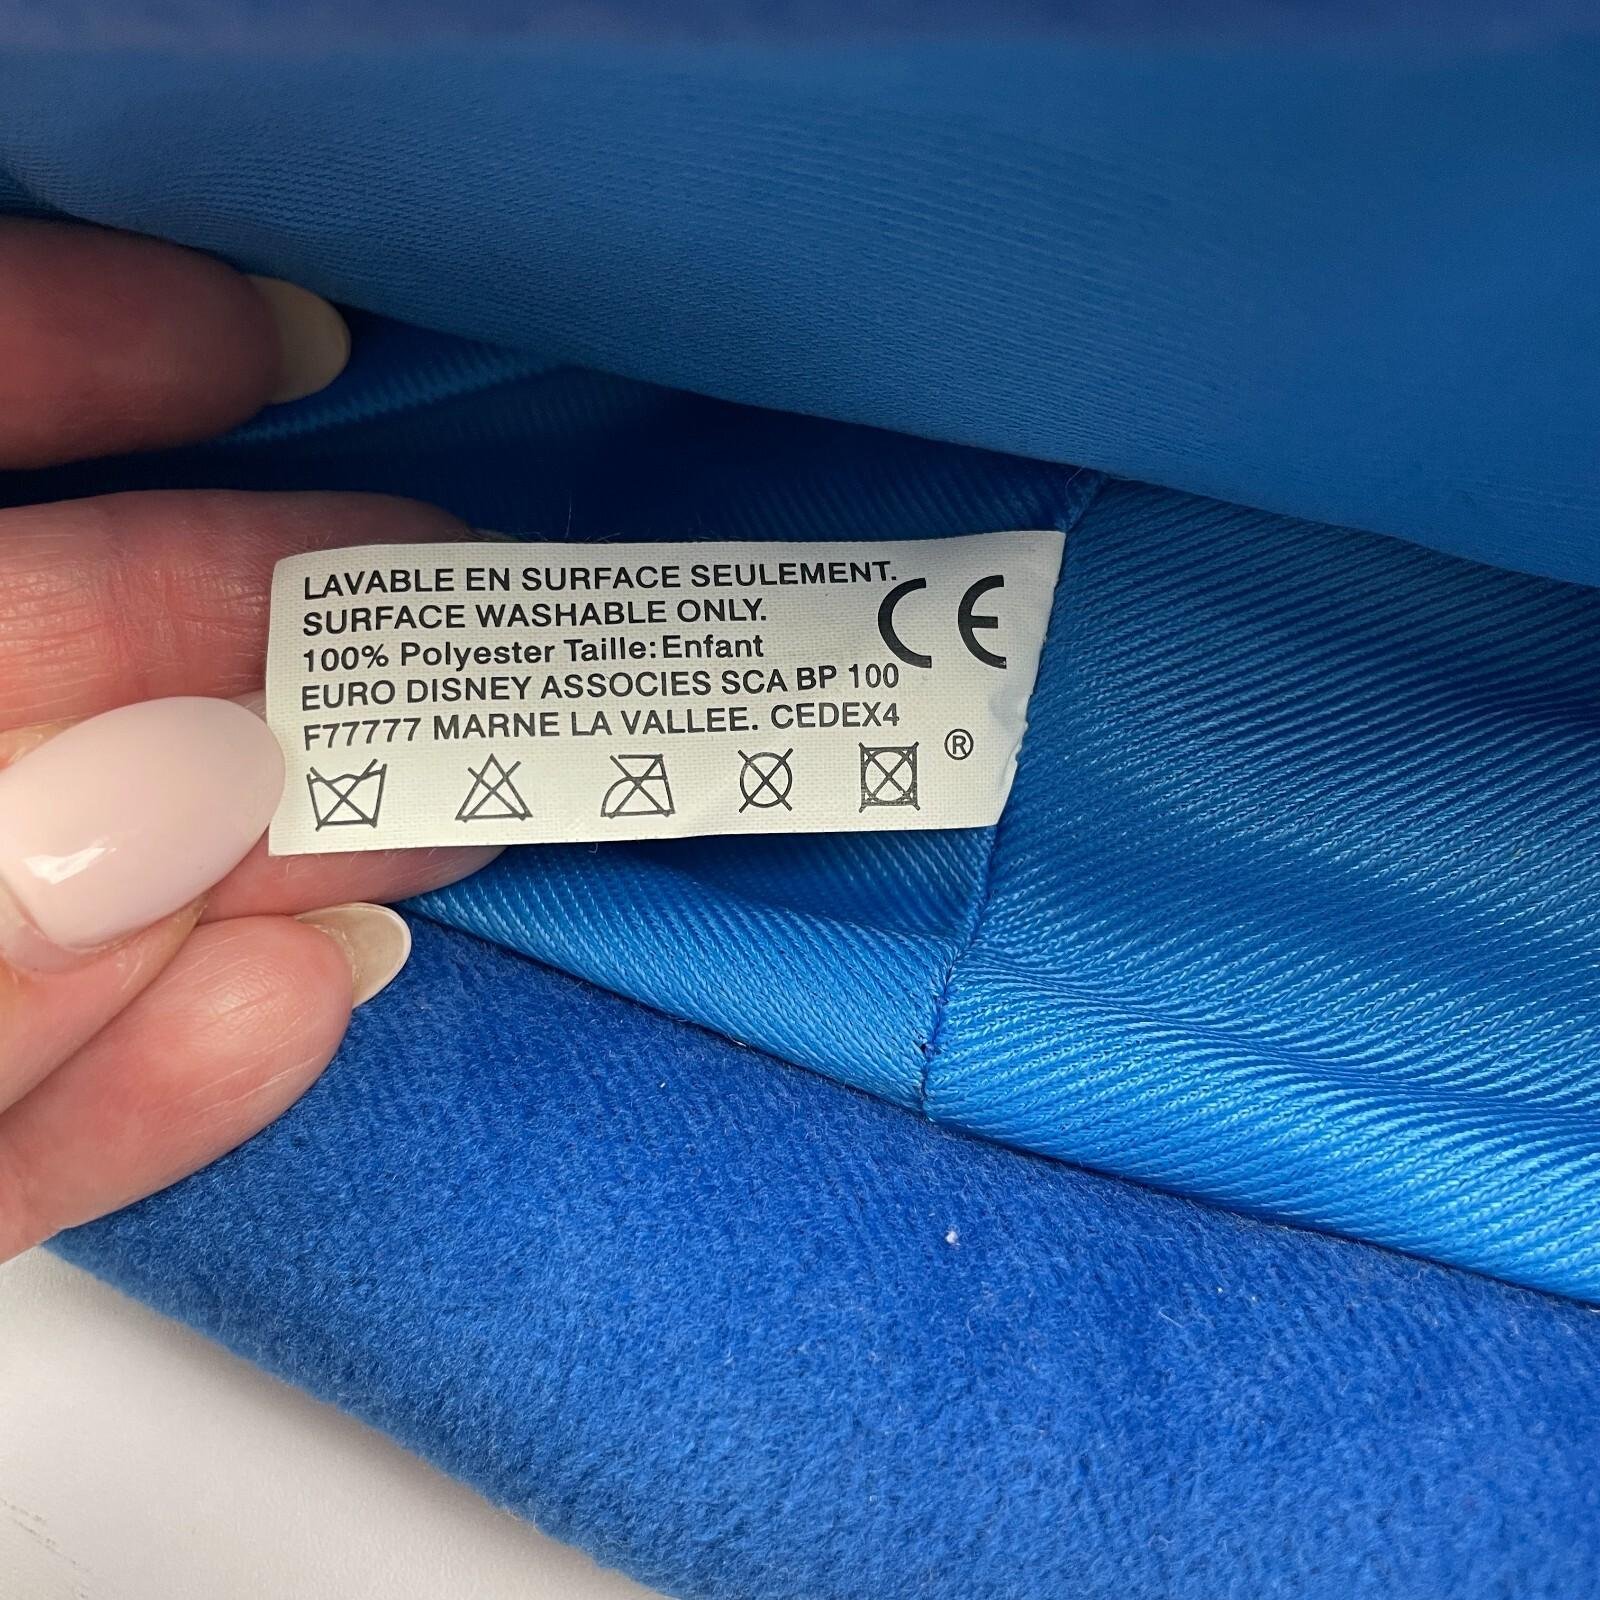 LAVABLE EN SURFACE SEULEMENT.
SURFACE WASHABLE ONLY.
100% Polyester Taille:Enfant
EURO DISNEY ASSOCIES SCA BP 100
F77777 MARNE LA VALLEE. CEDEX4
CE
®